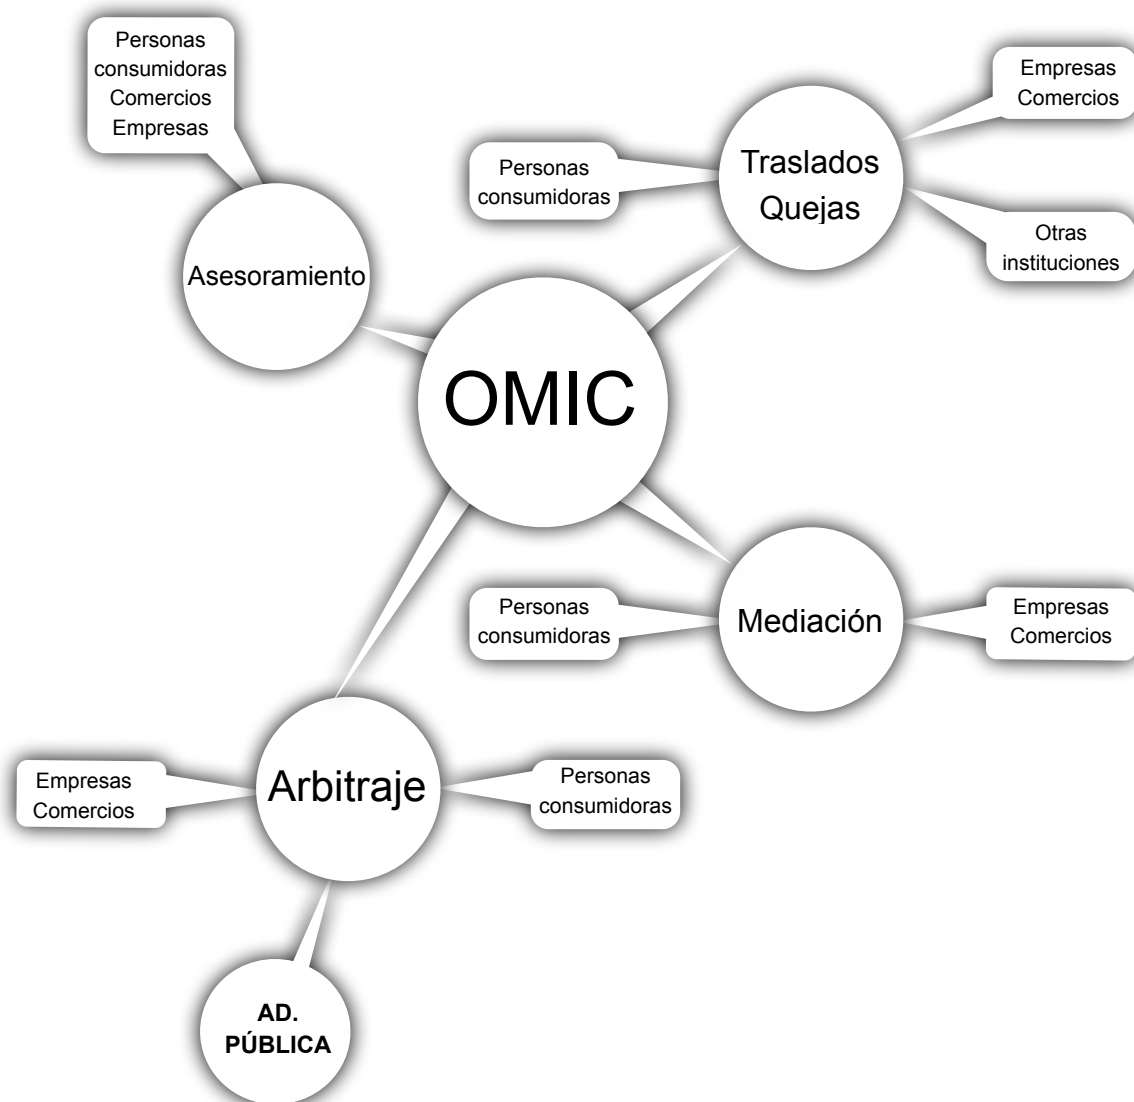 Personas
consumidoras
Comercios
Empresas
Asesoramiento
Personas
consumidoras
Traslados
Quejas
Empresas
Comercios
Otras
instituciones
OMIC
Personas
consumidoras
Mediación
Empresas
Comercios
Empresas
Comercios
Arbitraje
Personas
consumidoras
AD.
PÚBLICA